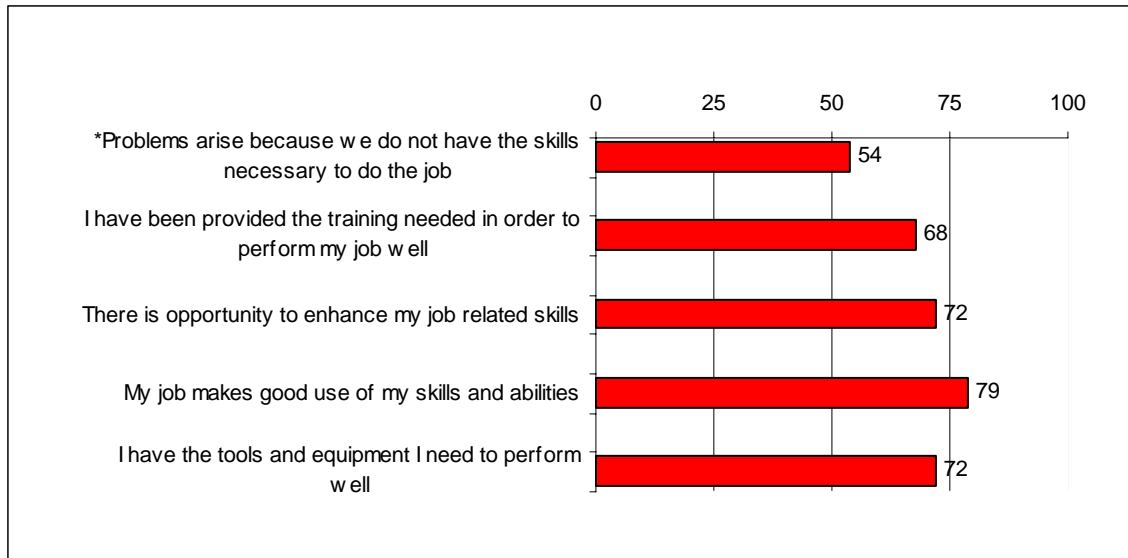 0 25 50 75 100
*Problems arise because we do not have the skills
necessary to do the job
54
I have been provided the training needed in order to
perform my job well
68
There is opportunity to enhance my job related skills
72
My job makes good use of my skills and abilities
79
I have the tools and equipment I need to perform
well
72